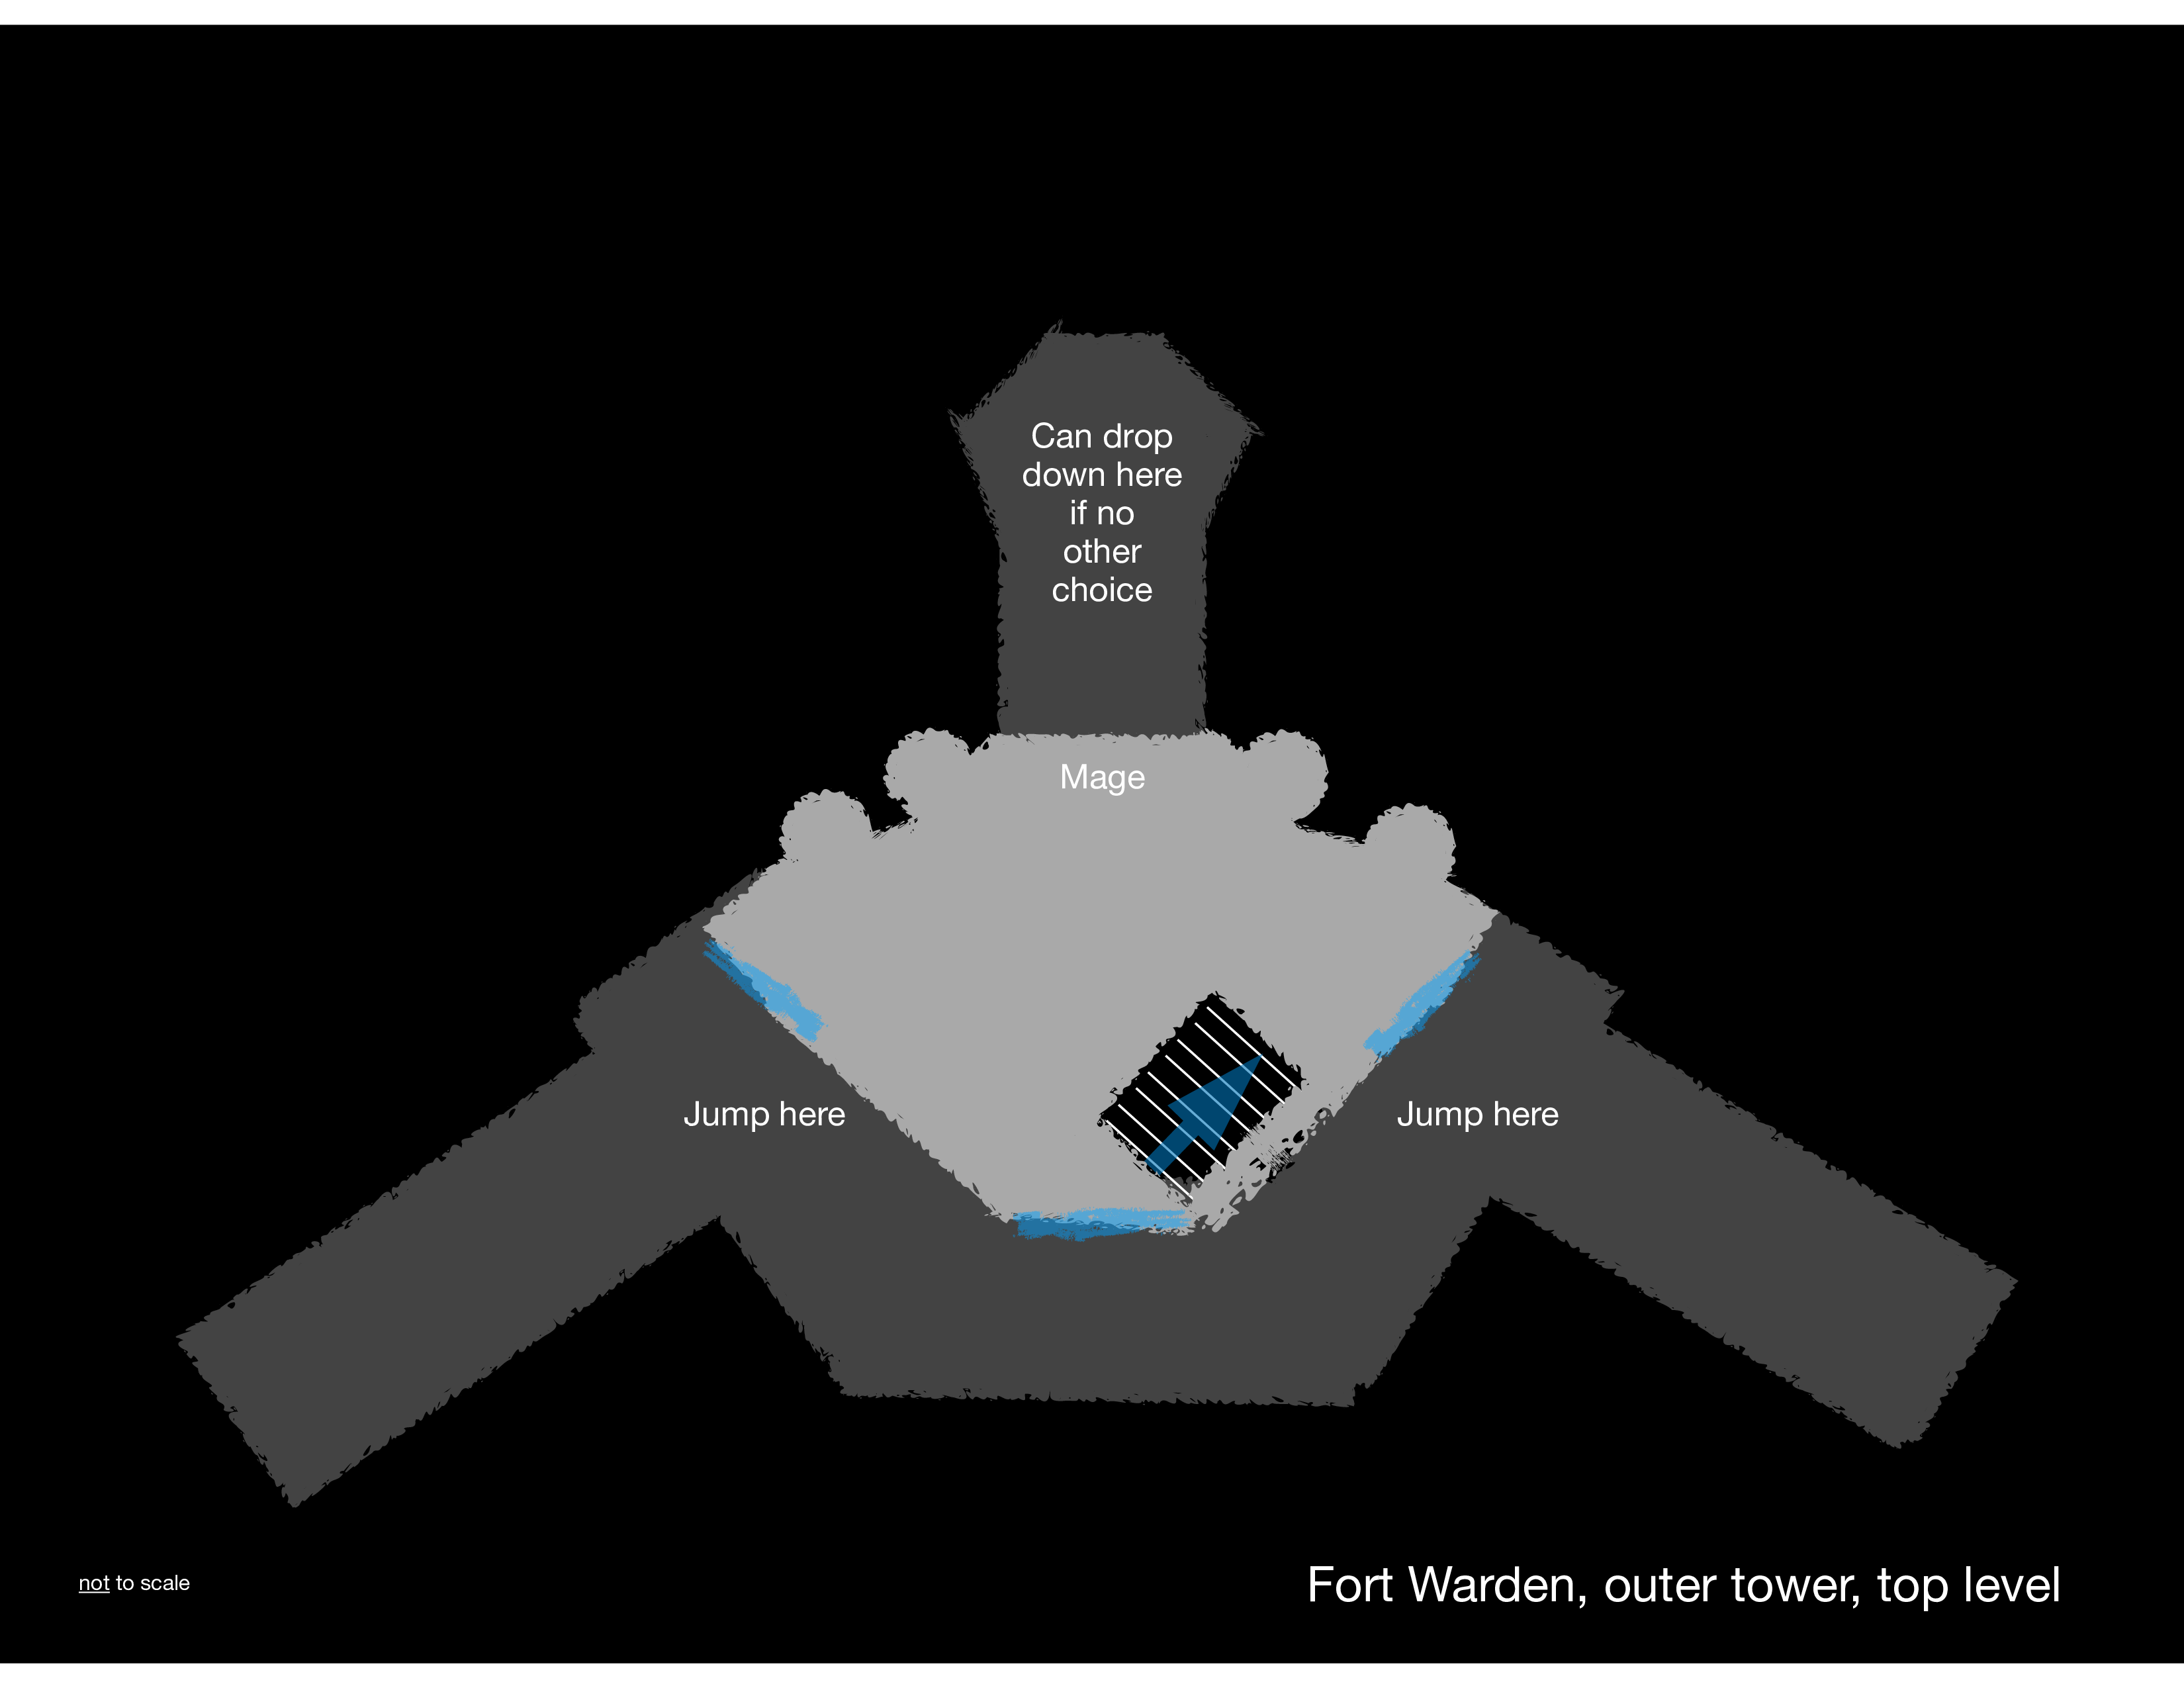 Can drop
down here
if no
other
choice
Mage
Jump here
Jump here
not to scale
Fort Warden, outer tower, top level